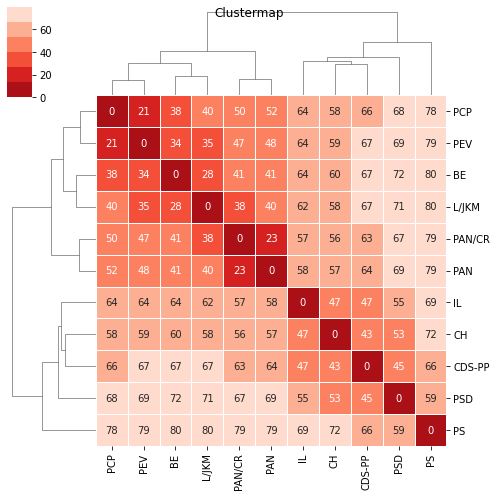 Clustermap
60
40
20
0
0 21 38 40 50 52 64 58 66 68 78 PCP
21 0 34 35 47 48 64 59 67 69 79 PEV
38 34 0 28 41 41 64 60 67 72 80 BE
40 35 28 0 38 40 62 58 67 71 80 L/JKM
50 47 41 38 0 23 57 56 63 67 79 PAN/CR
52 48 41 40 23 0 58 57 64 69 79 PAN
64 64 64 62 57 58 0 47 47 55 69 IL
58 59 60 58 56 57 47 0 43 53 72 CH
66 67 67 67 63 64 47 43 0 45 66 CDS-PP
68 69 72 71 67 69 55 53 45 0 59 PSD
78 79 80 80 79 79 69 72 66 59 0 PS
PCP PEV BE L/JKM PAN/CR PAN IL CH CDS-PP PSD PS